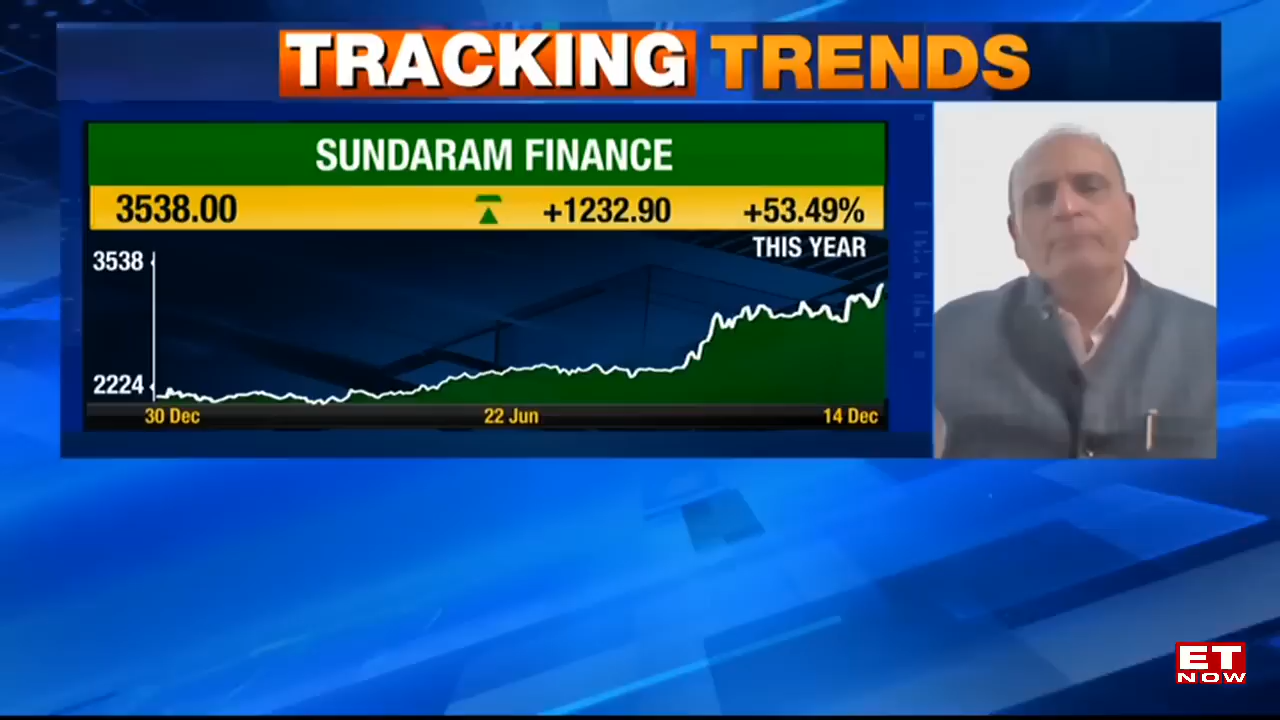 TRACKING TRENDS
SUNDARAM FINANCE
3538.00 +1232.90 +53.49%
THIS YEAR
3538
2224
30 Dec 22 Jun 14 Dec
ET
NOW